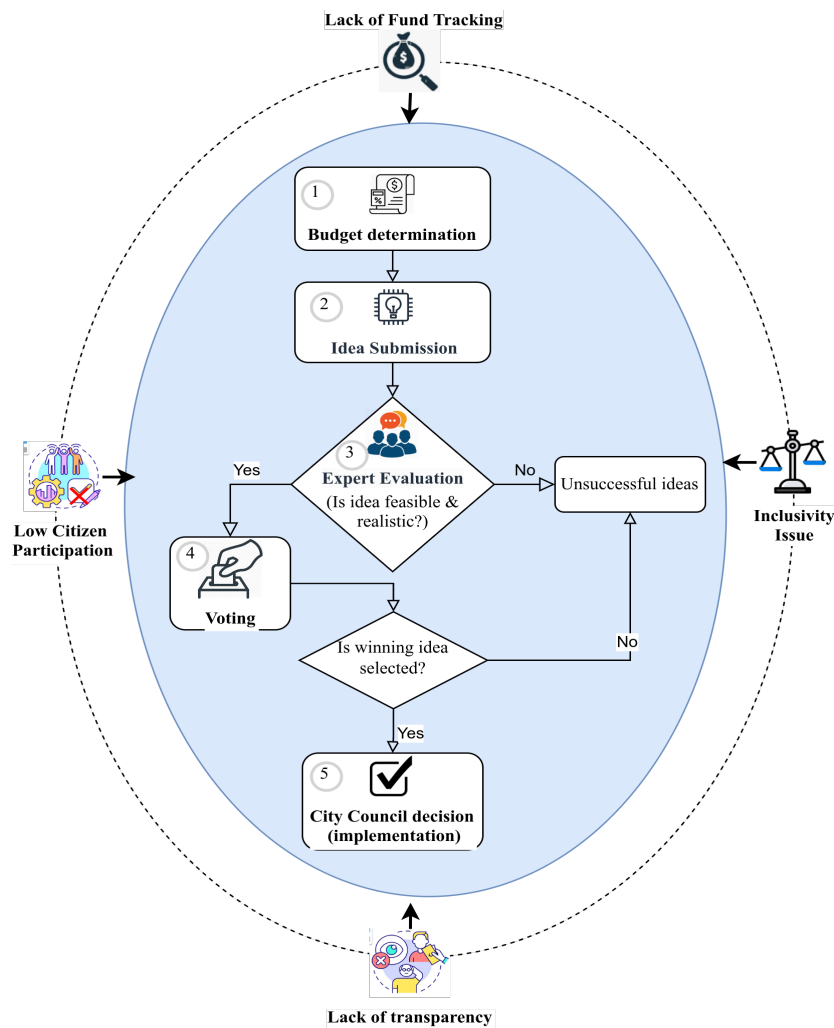 Lack of Fund Tracking
$
1
$
%
Budget determination
2
Idea Submission
3
Expert Evaluation
(Is idea feasible &
realistic?)
Yes
No
Unsuccessful ideas
Low Citizen
Participation
Inclusivity
Issue
4
Voting
Is winning idea
selected?
No
Yes
5
City Council decision
(implementation)
Lack of transparency